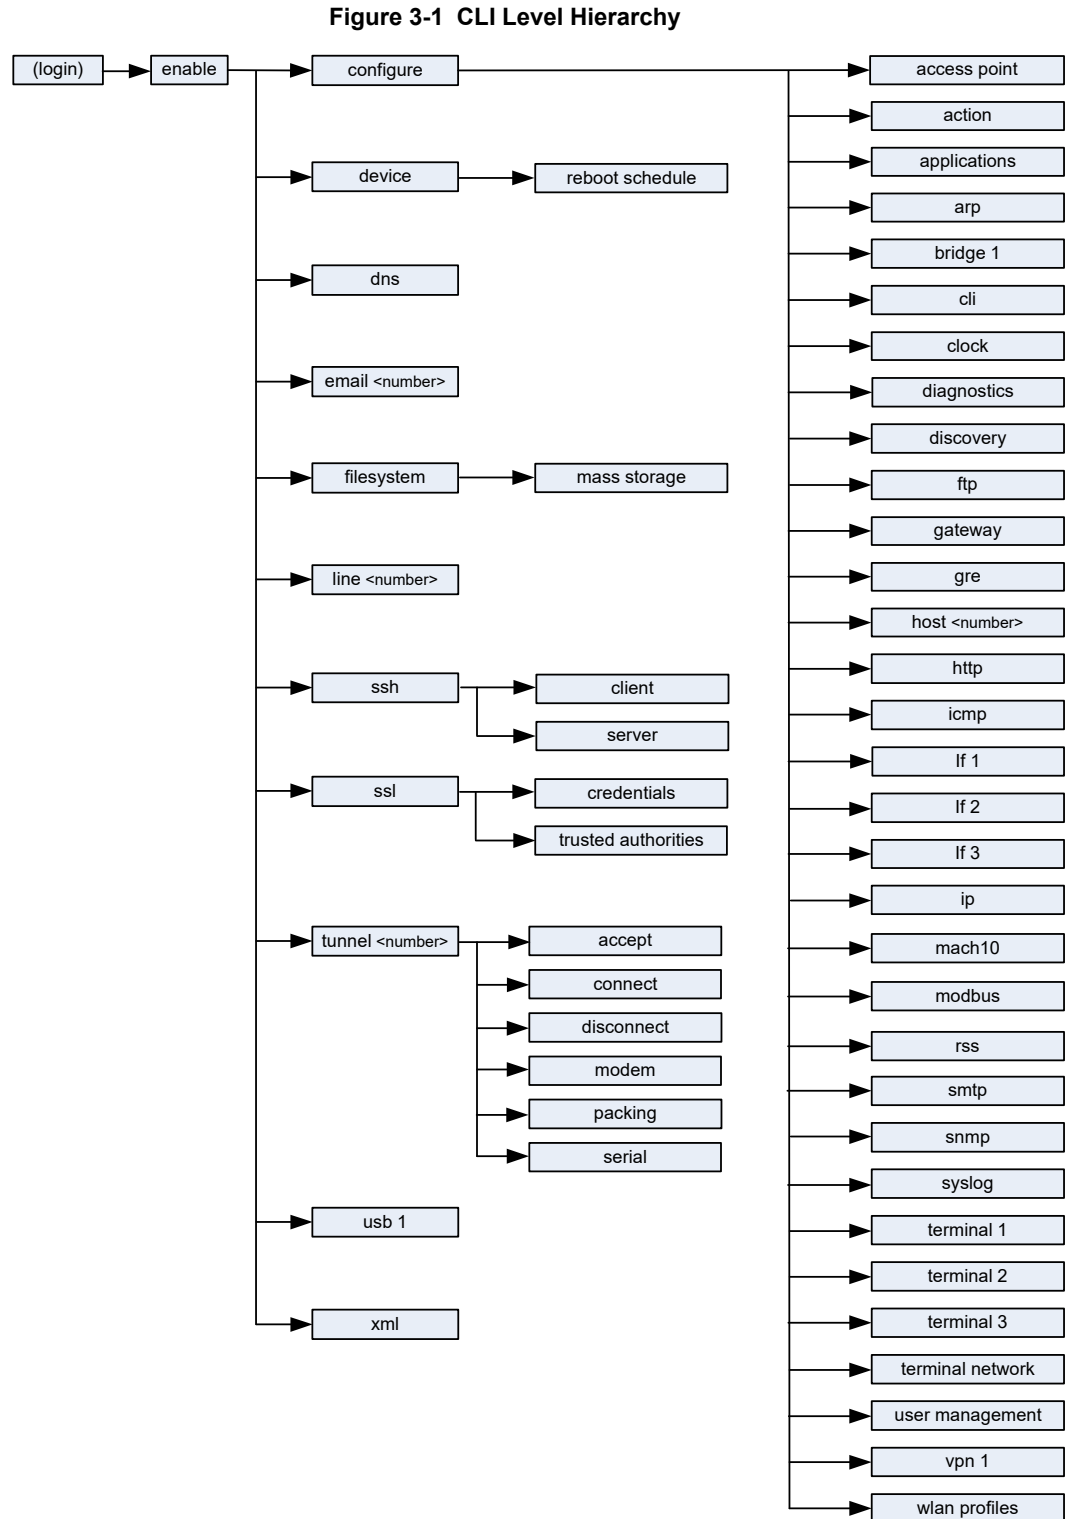 Figure 3-1  CLI Level Hierarchy
(login)
enable
configure
device
reboot schedule
dns
email <number>
filesystem
mass storage
line <number>
ssh
client
server
ssl
credentials
trusted authorities
tunnel <number>
accept
connect
disconnect
modem
packing
serial
usb 1
xml
access point
action
applications
arp
bridge 1
cli
clock
diagnostics
discovery
ftp
gateway
gre
host <number>
http
icmp
If 1
If 2
If 3
ip
mach10
modbus
rss
smtp
snmp
syslog
terminal 1
terminal 2
terminal 3
terminal network
user management
vpn 1
wlan profiles